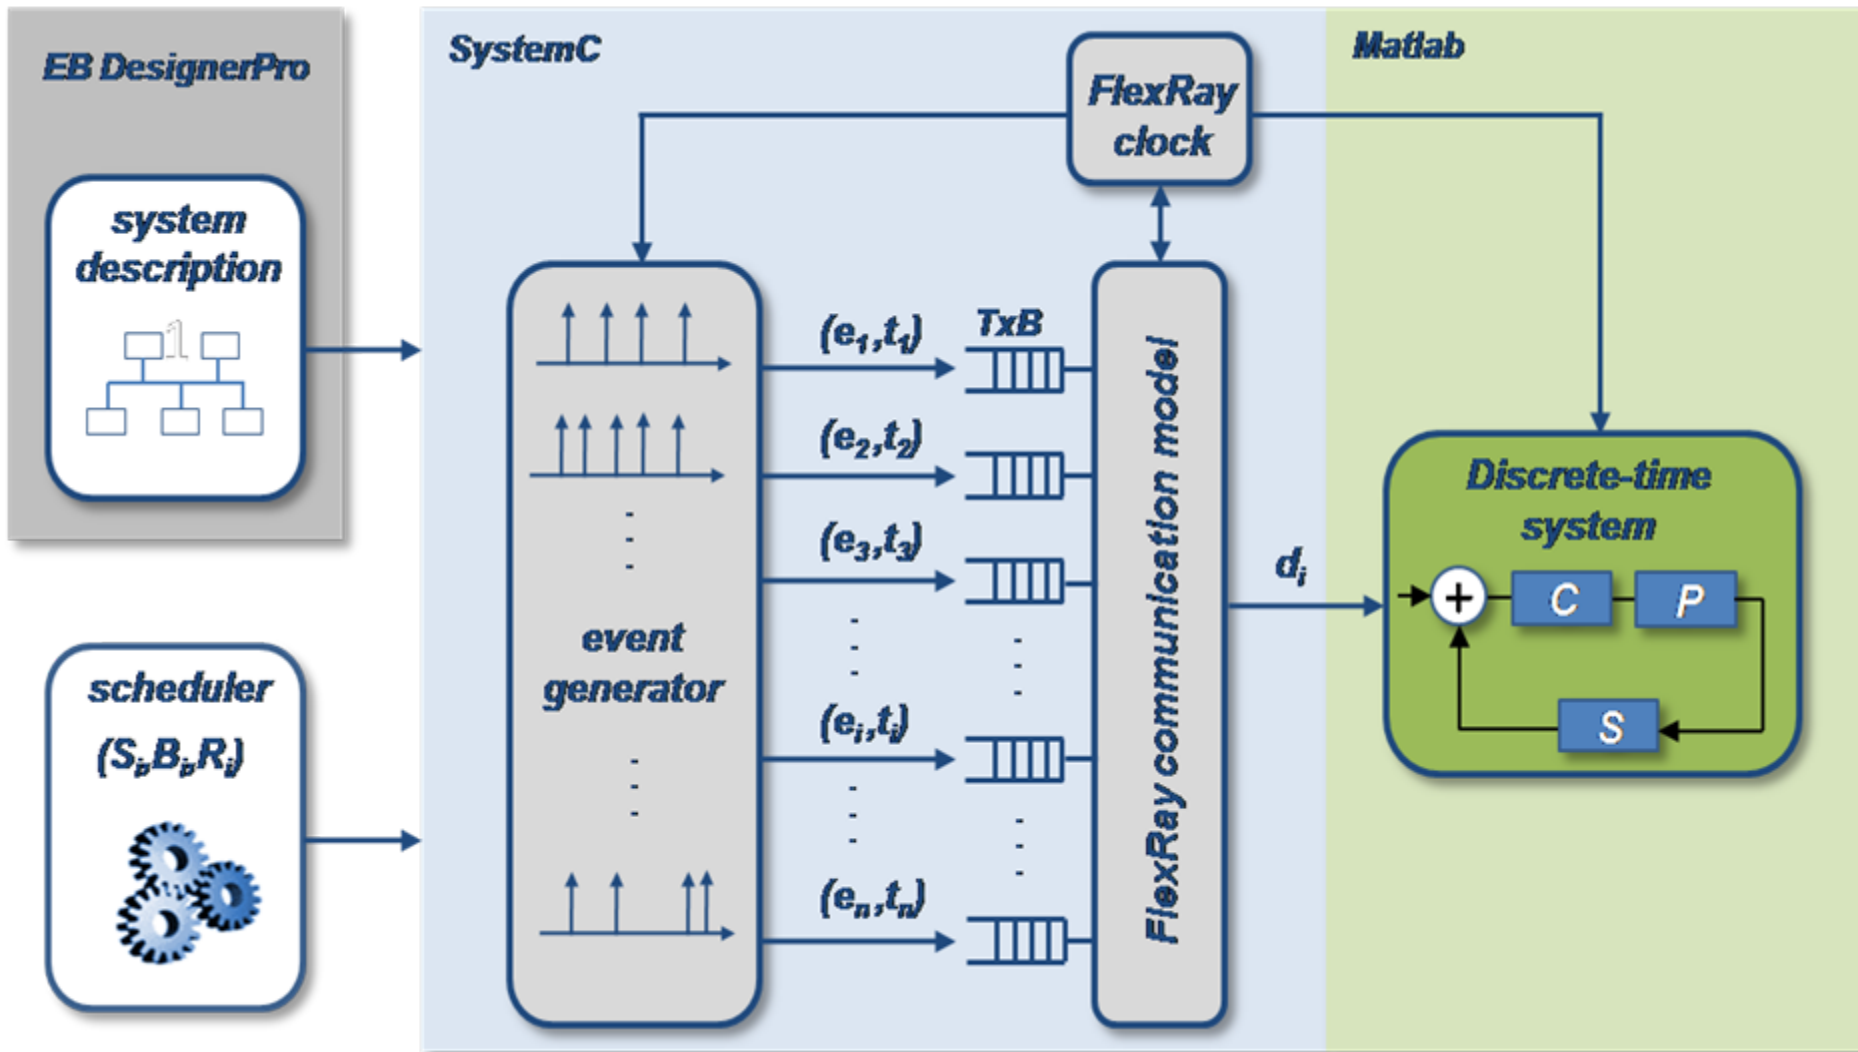 EB DesignerPro
system
description
1
scheduler
(Si,Bi,Ri)
SystemC
FlexRay
clock
event
generator
(e1,t1)
TxB
(e2,t2)
(e3,t3)
(ei,ti)
(en,tn)
FlexRay communication model
di
Matlab
Discrete-time
system
+
C
P
S